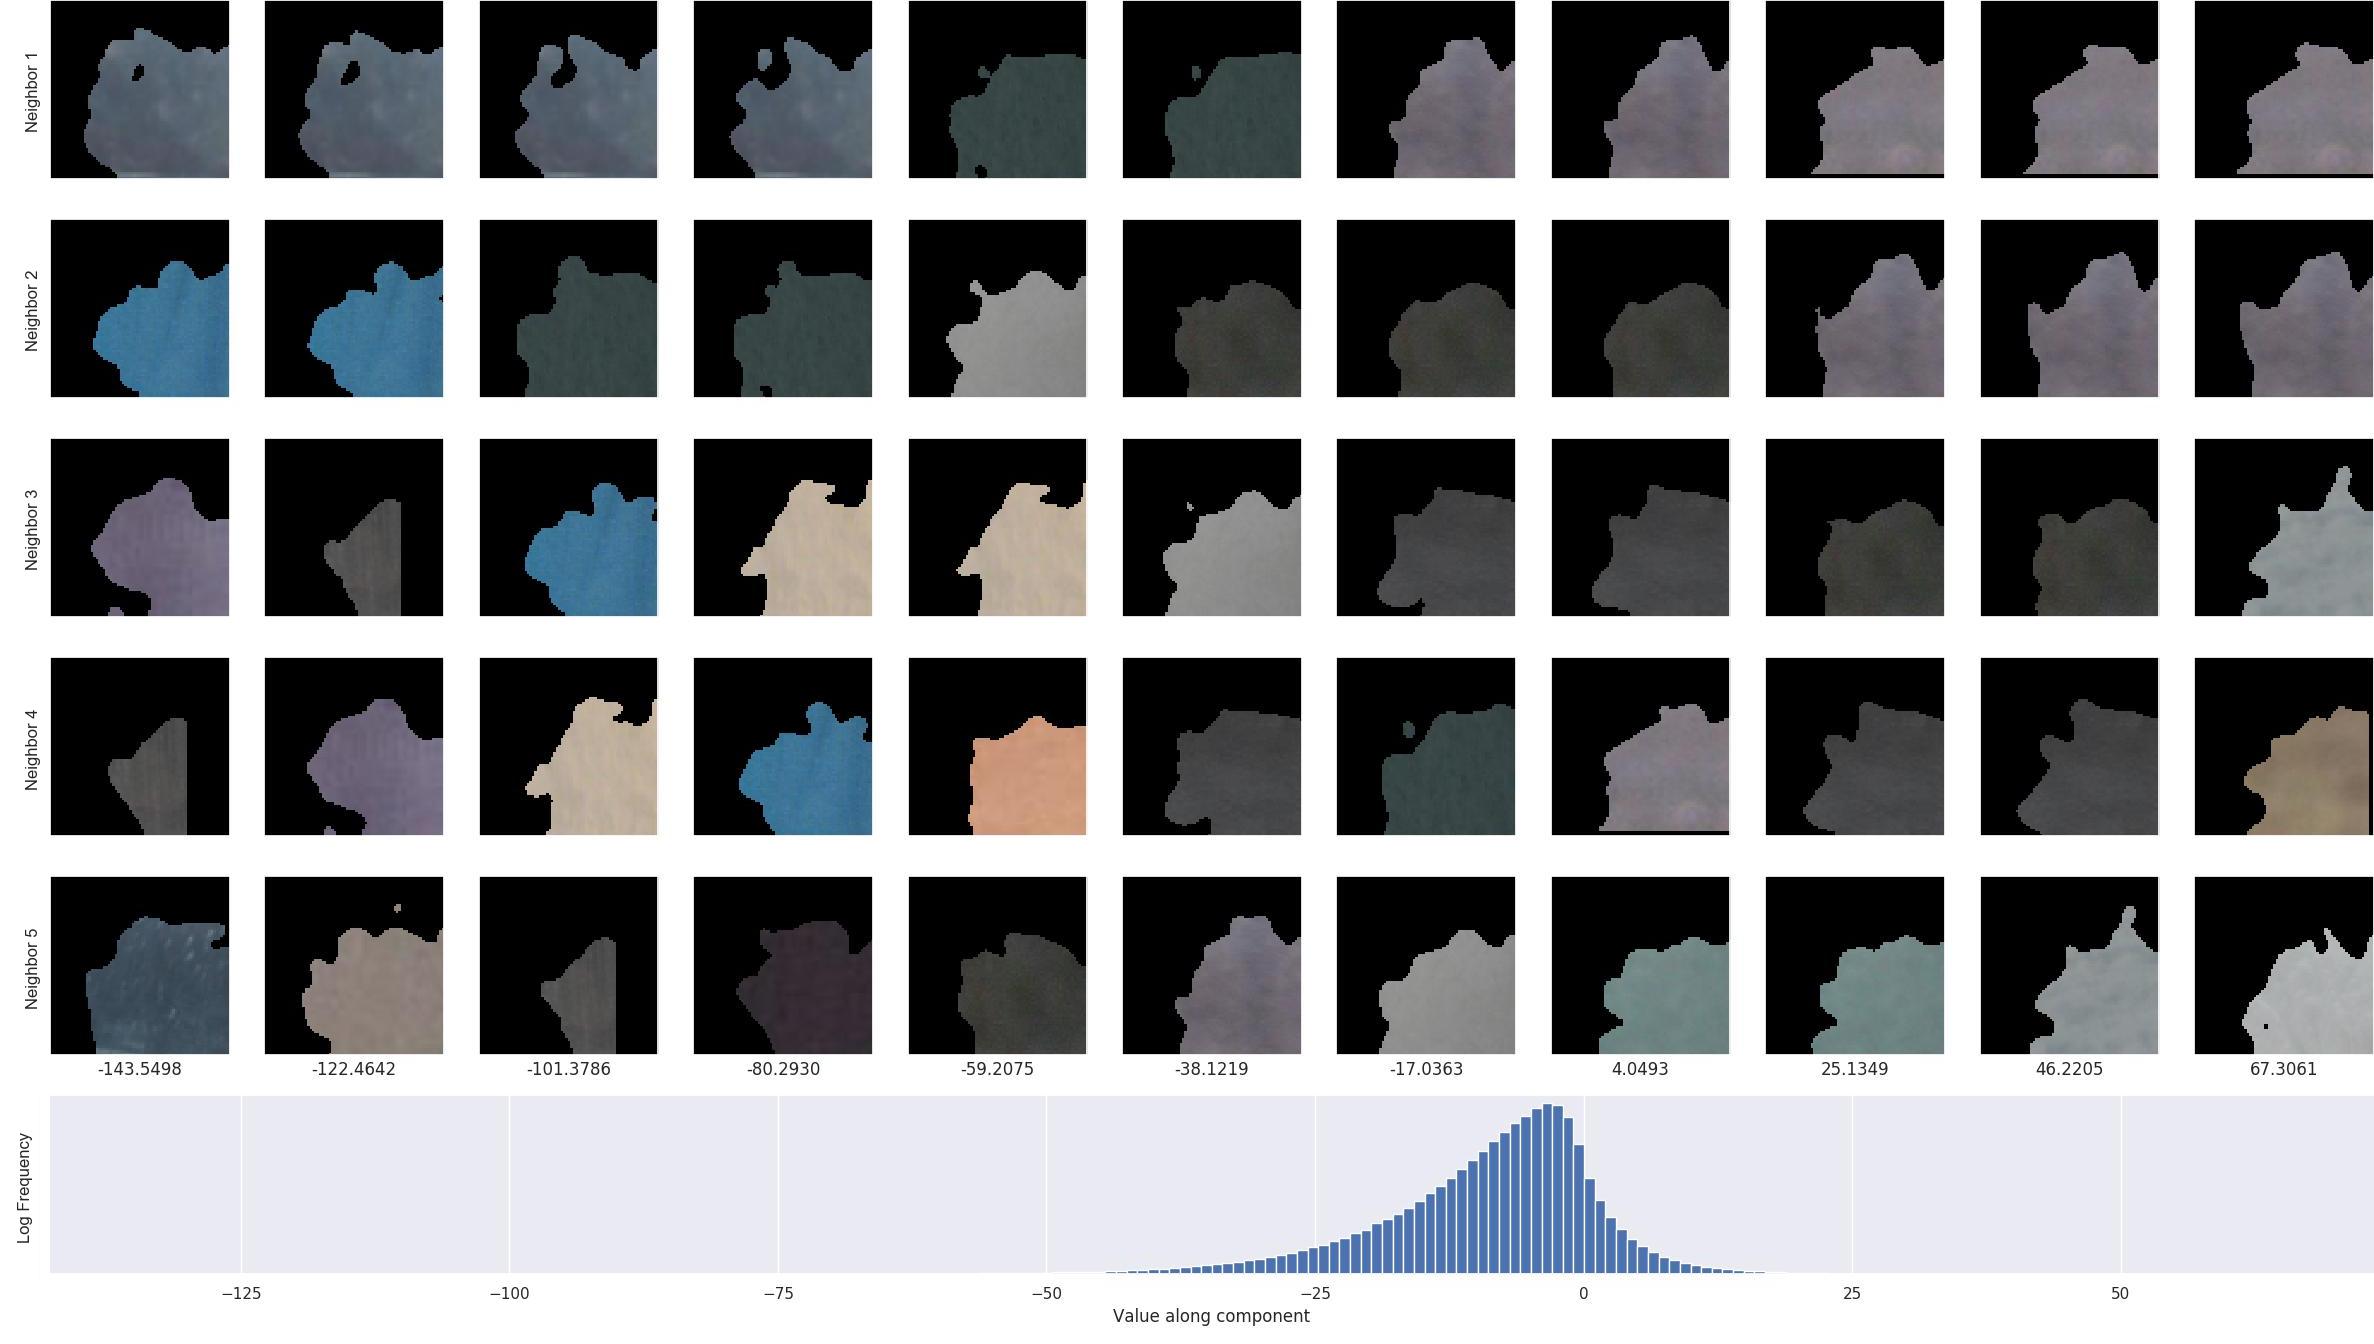 Neighbor 1
Neighbor 2
Neighbor 3
Neighbor 4
Neighbor 5
-143.5498 -122.4642 -101.3786 -80.2930 -59.2075 -38.1219 -17.0363 4.0493 25.1349 46.2205 67.3061
Log Frequency
−125 −100 −75 −50 −25 0 25 50
Value along component